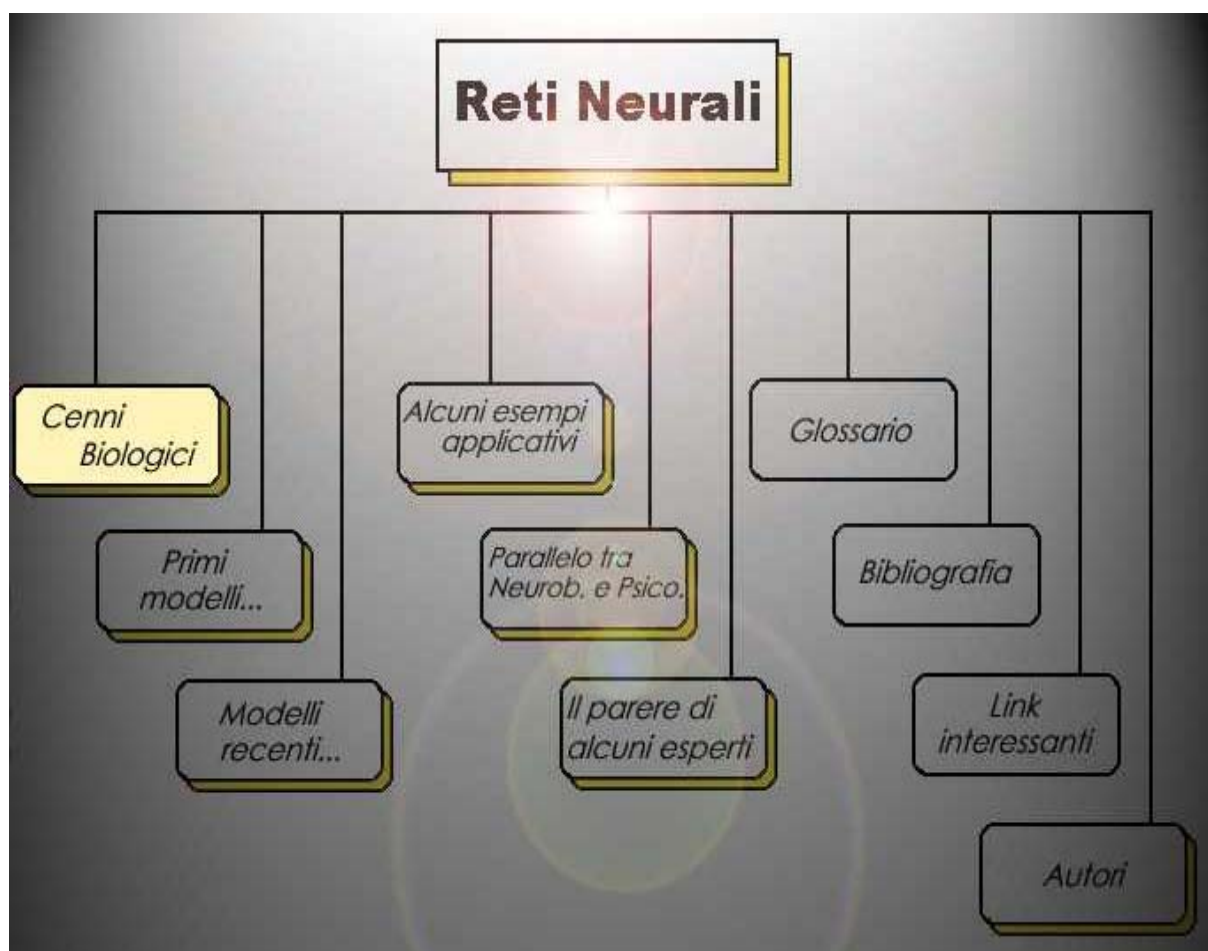 Reti Neurali
Cenni
Biologici
Primi
modelli...
Modelli
recenti...
Alcuni esempi
applicativi
Parallelo tra
Neurob. e Psico.
Il parere di
alcuni esperti
Glossario
Bibliografia
Link
interessanti
Autori